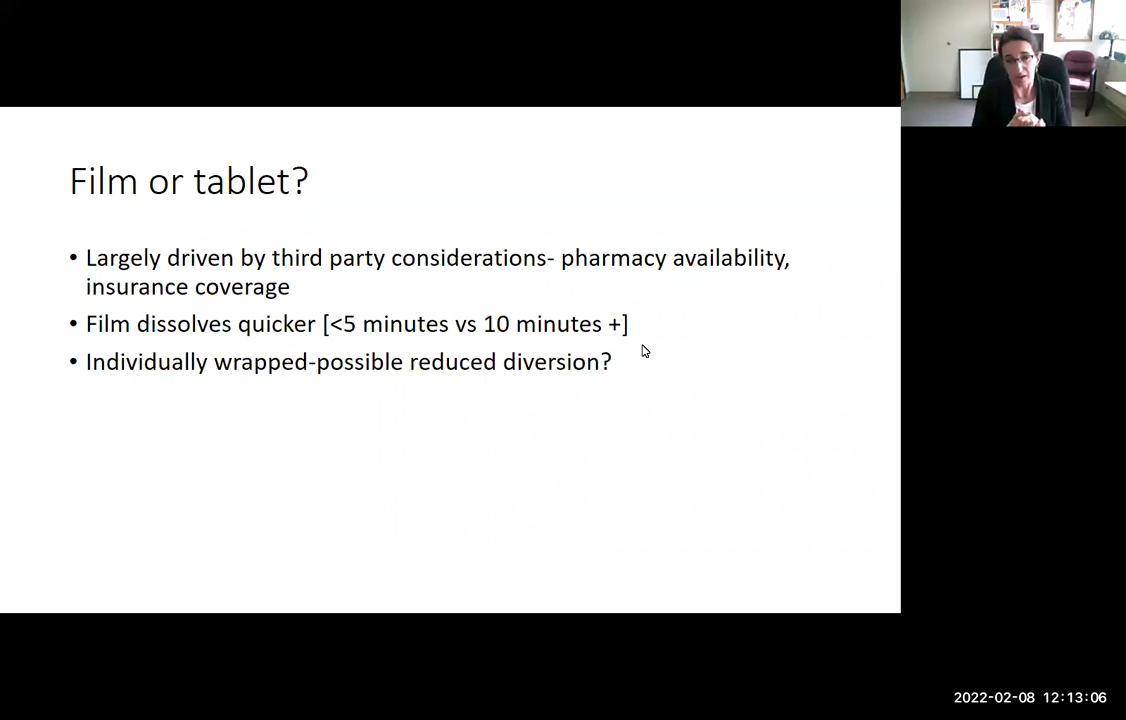 Film or tablet?
• Largely driven by third party considerations- pharmacy availability,
insurance coverage
• Film dissolves quicker [<5 minutes vs 10 minutes +]
• Individually wrapped-possible reduced diversion?
2022-02-08 12:13:06